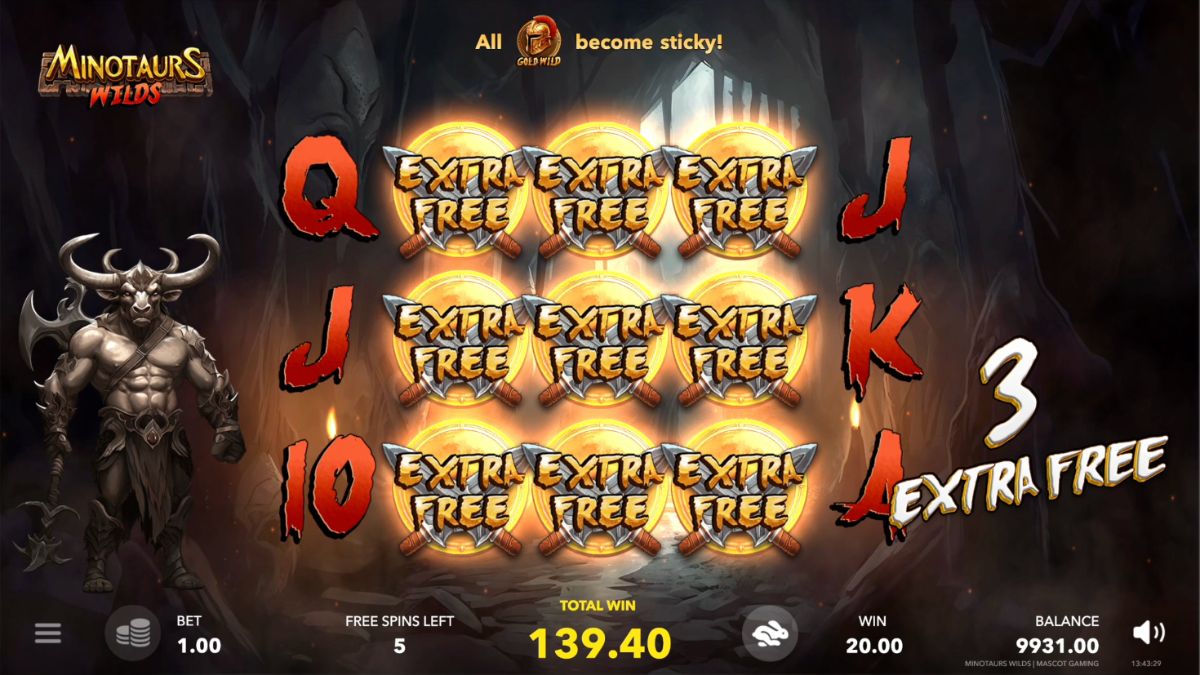 All GOLD WILD become sticky!
MINOTAURS
WILDS
Q EXTRA FREE EXTRA FREE EXTRA FREE J
J EXTRA FREE EXTRA FREE EXTRA FREE K
10 EXTRA FREE EXTRA FREE EXTRA FREE A
3
EXTRA FREE
BET
1.00
FREE SPINS LEFT
5
TOTAL WIN
139.40
WIN
20.00
BALANCE
9931.00
MINOTAURS WILDS | MASCOT GAMING
13:43:29